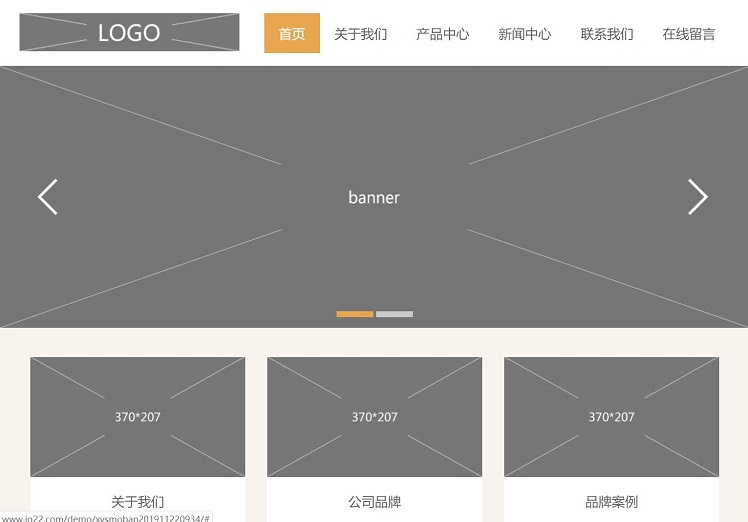 LOGO 首页 关于我们 产品中心 新闻中心 联系我们 在线留言
banner
370*207 370*207 370*207
关于我们 公司品牌 品牌案例
www.jq22.com/demo/xysmoban201911220934/#